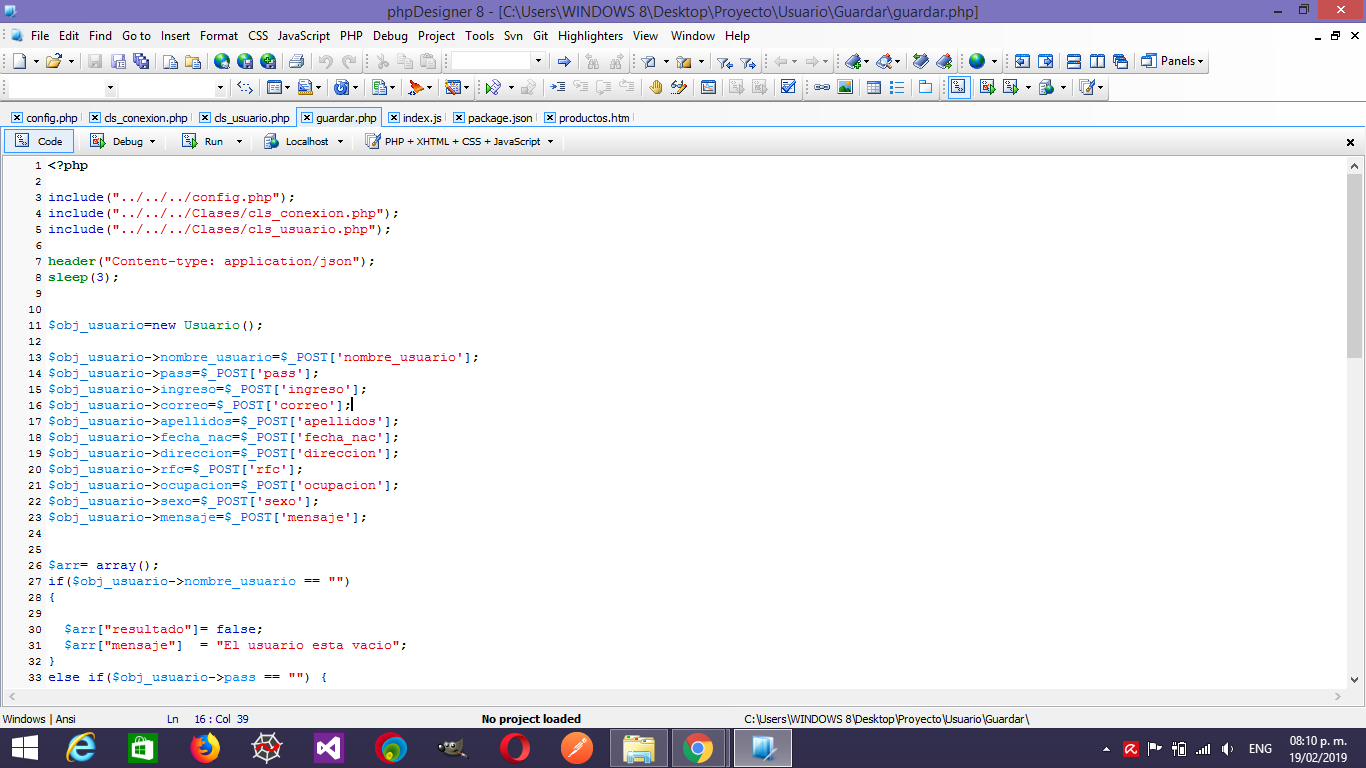 phpDesigner 8 - [C:\Users\WINDOWS 8\Desktop\Proyecto\Usuario\Guardar\guardar.php]
File Edit Find Go to Insert Format CSS JavaScript PHP Debug Project Tools Svn Git Highlighters View Window Help
Panels
config.php cls_conexion.php cls_usuario.php guardar.php index.js package.json productos.htm
Code Debug Run Localhost PHP + XHTML + CSS + JavaScript
1 <?php
2
3 include("../../../config.php");
4 include("../../../Clases/cls_conexion.php");
5 include("../../../Clases/cls_usuario.php");
6
7 header("Content-type: application/json");
8 sleep(3);
9
10
11 $obj_usuario=new Usuario();
12
13 $obj_usuario->nombre_usuario=$_POST['nombre_usuario'];
14 $obj_usuario->pass=$_POST['pass'];
15 $obj_usuario->ingreso=$_POST['ingreso'];
16 $obj_usuario->correo=$_POST['correo'];
17 $obj_usuario->apellidos=$_POST['apellidos'];
18 $obj_usuario->fecha_nac=$_POST['fecha_nac'];
19 $obj_usuario->direccion=$_POST['direccion'];
20 $obj_usuario->rfc=$_POST['rfc'];
21 $obj_usuario->ocupacion=$_POST['ocupacion'];
22 $obj_usuario->sexo=$_POST['sexo'];
23 $obj_usuario->mensaje=$_POST['mensaje'];
24
25
26 $arr= array();
27 if($obj_usuario->nombre_usuario == "")
28 {
29
30   $arr["resultado"]= false;
31   $arr["mensaje"]  = "El usuario esta vacio";
32 }
33 else if($obj_usuario->pass == "") {
Windows | Ansi Ln 16 : Col 39 No project loaded C:\Users\WINDOWS 8\Desktop\Proyecto\Usuario\Guardar\
ENG 08:10 p. m.
19/02/2019